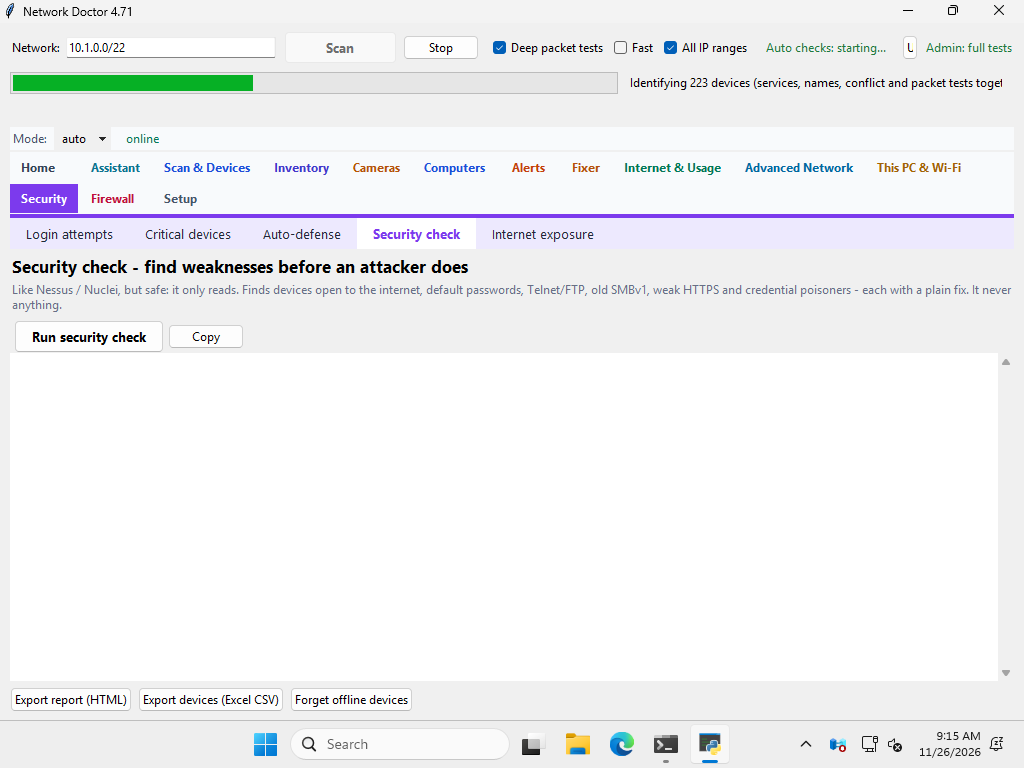 Network Doctor 4.71
Network: 10.1.0.0/22 Scan Stop Deep packet tests Fast All IP ranges Auto checks: starting... Admin: full tests
Identifying 223 devices (services, names, conflict and packet tests toget
Mode: auto online
Home Assistant Scan & Devices Inventory Cameras Computers Alerts Fixer Internet & Usage Advanced Network This PC & Wi-Fi
Security Firewall Setup
Login attempts Critical devices Auto-defense Security check Internet exposure
Security check - find weaknesses before an attacker does
Like Nessus / Nuclei, but safe: it only reads. Finds devices open to the internet, default passwords, Telnet/FTP, old SMBv1, weak HTTPS and credential poisoners - each with a plain fix. It never
anything.
Run security check Copy
Export report (HTML) Export devices (Excel CSV) Forget offline devices
Search
9:15 AM
11/26/2026